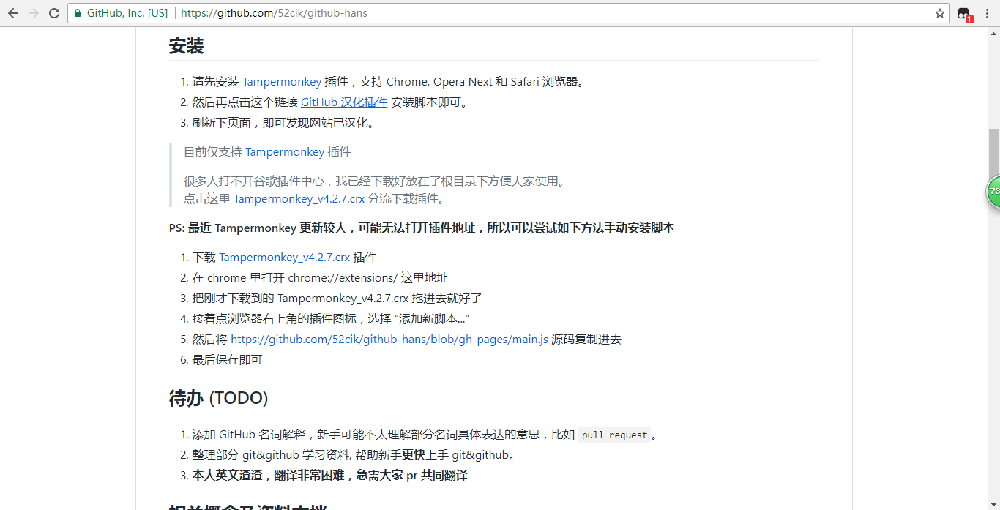 GitHub, Inc. [US] https://github.com/52cik/github-hans
1
安装
1. 请先安装 Tampermonkey 插件，支持 Chrome, Opera Next 和 Safari 浏览器。
2. 然后再点击这个链接 GitHub 汉化插件 安装脚本即可。
3. 刷新下页面，即可发现网站已汉化。
目前仅支持 Tampermonkey 插件
很多人打不开谷歌插件中心，我已经下载好放在了根目录下方便大家使用。
点击这里 Tampermonkey_v4.2.7.crx 分流下载插件。
73
PS: 最近 Tampermonkey 更新较大，可能无法打开插件地址，所以可以尝试如下方法手动安装脚本
1. 下载 Tampermonkey_v4.2.7.crx 插件
2. 在 chrome 里打开 chrome://extensions/ 这里地址
3. 把刚才下载到的 Tampermonkey_v4.2.7.crx 拖进去就好了
4. 接着点浏览器右上角的插件图标，选择 “添加新脚本...”
5. 然后将 https://github.com/52cik/github-hans/blob/gh-pages/main.js 源码复制进去
6. 最后保存即可
待办 (TODO)
1. 添加 GitHub 名词解释，新手可能不太理解部分名词具体表达的意思，比如 pull request 。
2. 整理部分 git&github 学习资料, 帮助新手更快上手 git&github。
3. 本人英文渣渣，翻译非常困难，急需大家 pr 共同翻译
相关概念及资料文档